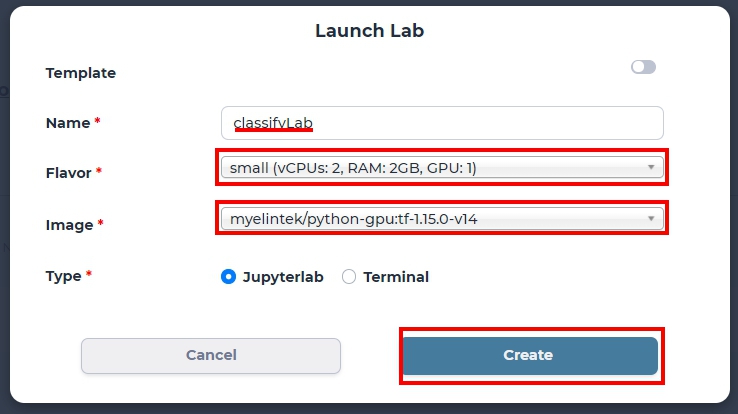 Launch Lab
Template
Name *
classifyLab
Flavor *
small (vCPUs: 2, RAM: 2GB, GPU: 1)
Image *
myelintek/python-gpu:tf-1.15.0-v14
Type *
Jupyterlab
Terminal
Cancel
Create